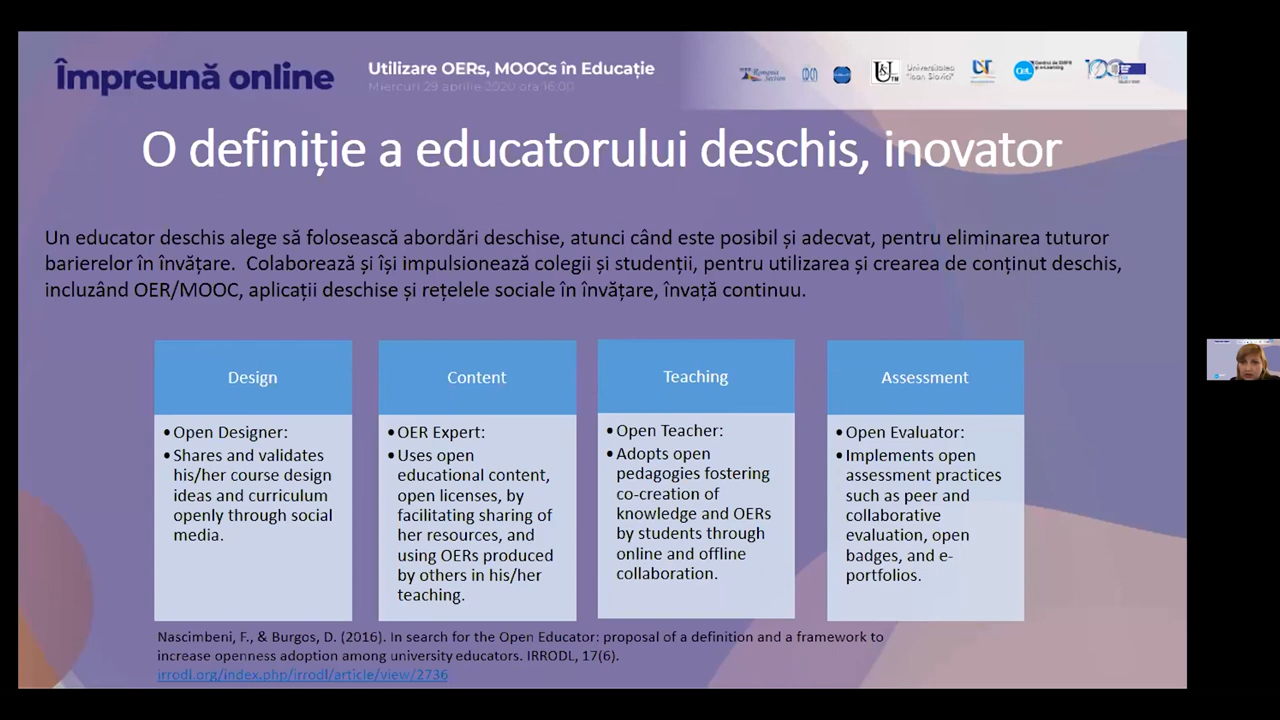 Împreună online
Utilizare OERs, MOOCs în Educație
Miercuri 29 aprilie 2020 ora 16:00
Universitatea
"Ioan Slavici"
O definiție a educatorului deschis, inovator
Un educator deschis alege să folosească abordări deschise, atunci când este posibil și adecvat, pentru eliminarea tuturor
barierelor în învățare. Colaborează și își impulsionează colegii și studenții, pentru utilizarea și crearea de conținut deschis,
incluzând OER/MOOC, aplicații deschise și rețelele sociale în învățare, învață continuu.
Design
• Open Designer:
• Shares and validates
his/her course design
ideas and curriculum
openly through social
media.
Content
• OER Expert:
• Uses open
educational content,
open licenses, by
facilitating sharing of
her resources, and
using OERs produced
by others in his/her
teaching.
Teaching
• Open Teacher:
• Adopts open
pedagogies fostering
co-creation of
knowledge and OERs
by students through
online and offline
collaboration.
Assessment
• Open Evaluator:
• Implements open
assessment practices
such as peer and
collaborative
evaluation, open
badges, and e-
portfolios.
Nascimbeni, F., & Burgos, D. (2016). In search for the Open Educator: proposal of a definition and a framework to
increase openness adoption among university educators. IRRODL, 17(6).
irrodl.org/index.php/irrodl/article/view/2736